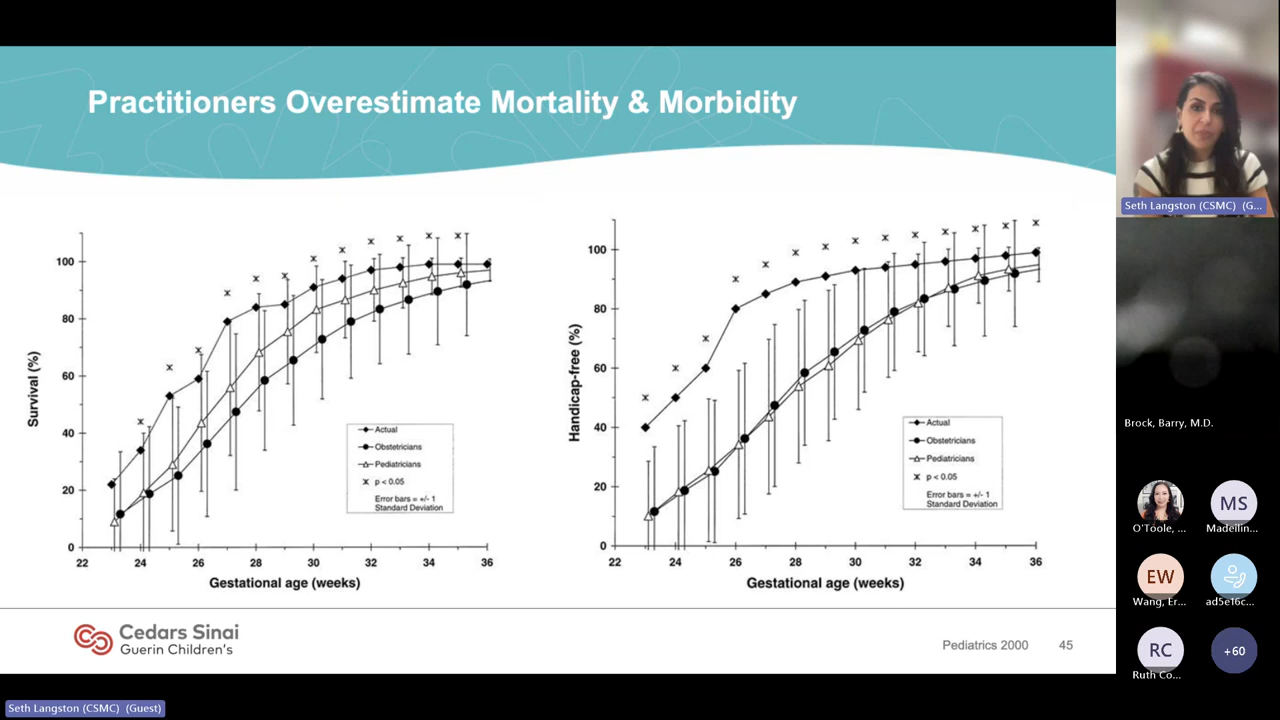 Practitioners Overestimate Mortality & Morbidity
Survival (%)
100
80
60
40
20
0
22
24
26
28
30
32
34
36
Gestational age (weeks)
Actual
Obstetricians
Pediatricians
p < 0.05
Error bars = +/- 1
Standard Deviation
Handicap-free (%)
100
80
60
40
20
0
22
24
26
28
30
32
34
36
Gestational age (weeks)
Actual
Obstetricians
Pediatricians
p < 0.05
Error bars = +/- 1
Standard Deviation
Cedars Sinai
Guerin Children's
Pediatrics 2000
45
Seth Langston (CSMC) (Guest)
Seth Langston (CSMC) (G...
Brock, Barry, M.D.
O'Toole, ...
MS
Madeilin...
EW
Wang, Er...
ad5e16c...
RC
Ruth Co...
+60